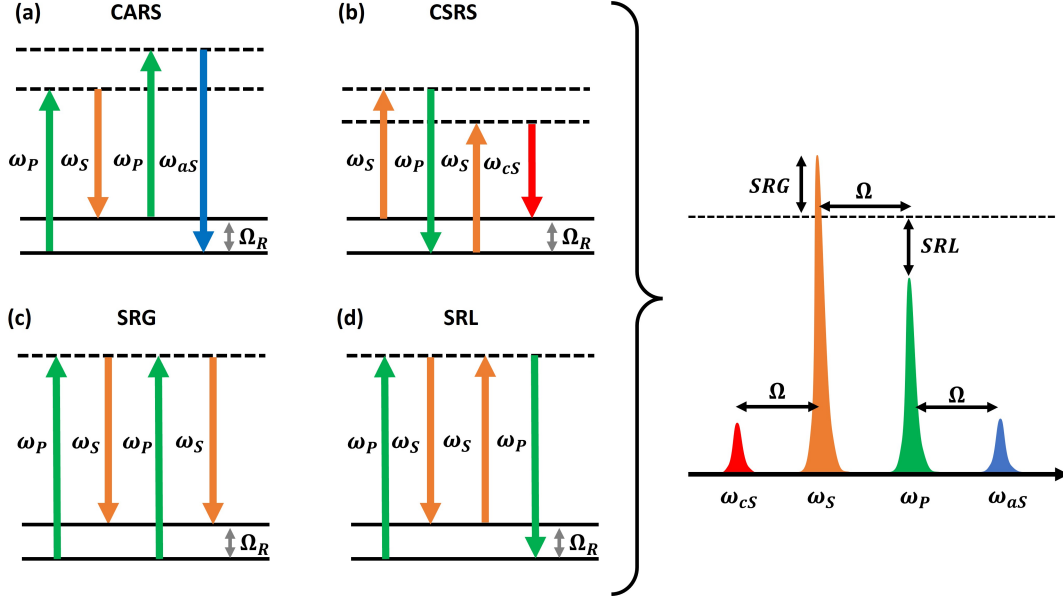 (a) CARS
ω_P ω_S ω_P ω_aS
Ω_R
(b) CSRS
ω_S ω_P ω_S ω_cS
Ω_R
(c) SRG
ω_P ω_S ω_P ω_S
Ω_R
(d) SRL
ω_P ω_S ω_S ω_P
Ω_R
SRG
Ω
SRL
Ω
Ω
ω_cS ω_S ω_P ω_aS